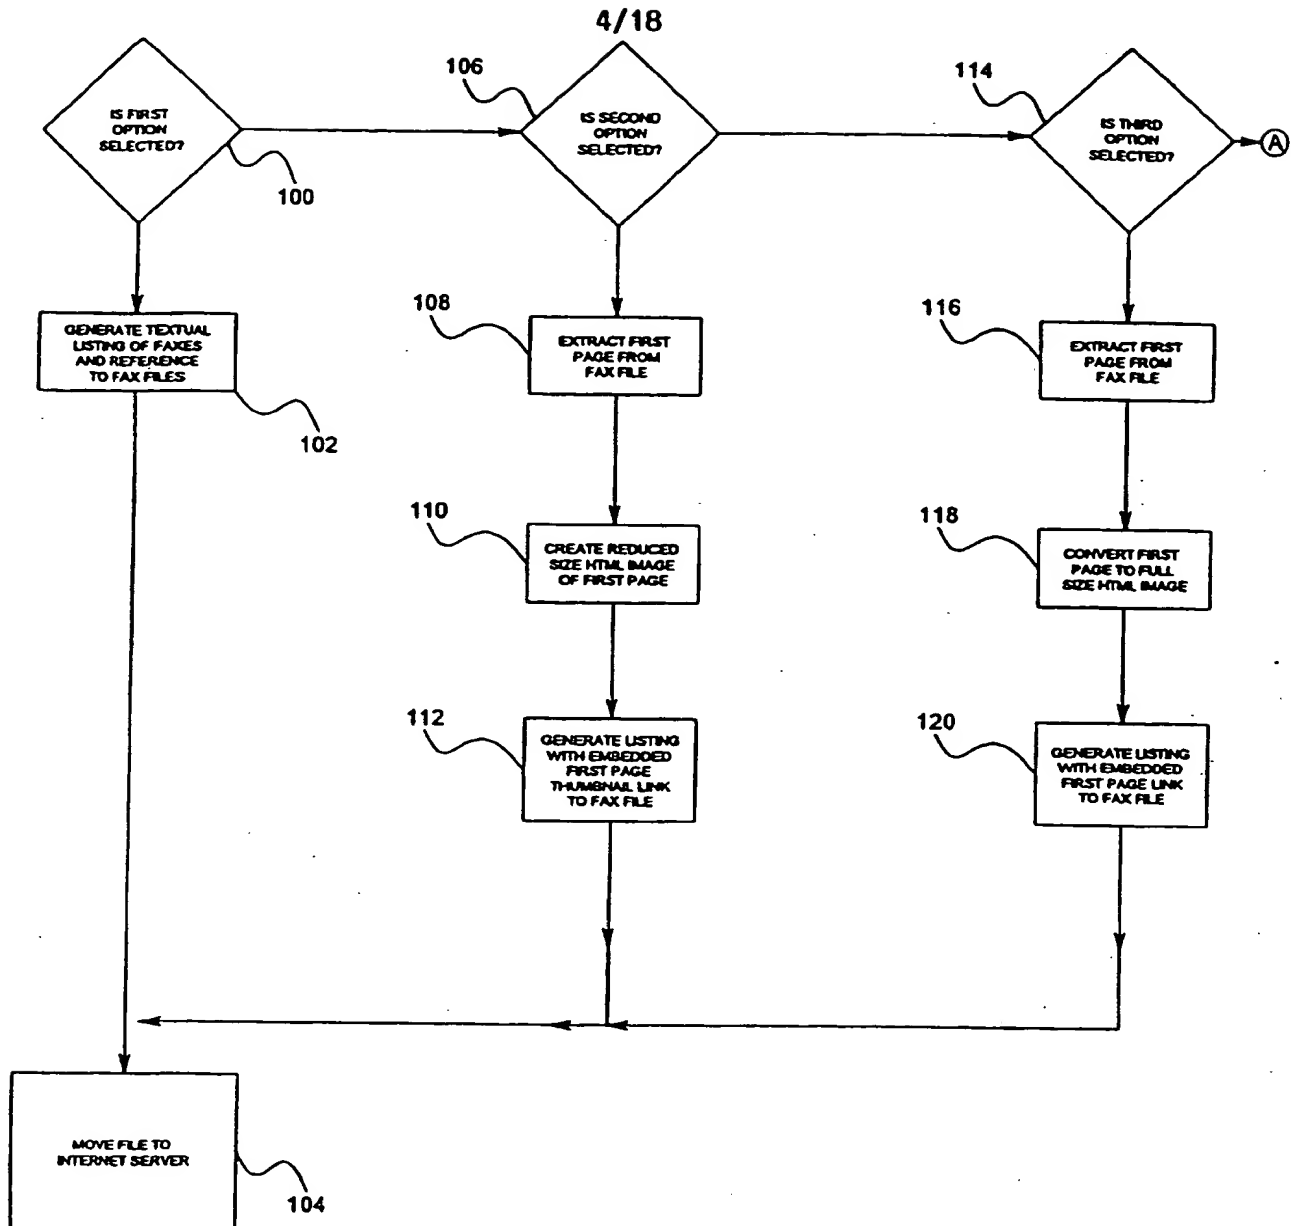 4/18
IS FIRST
OPTION
SELECTED?
100
106
IS SECOND
OPTION
SELECTED?
114
IS THIRD
OPTION
SELECTED?
A
GENERATE TEXTUAL
LISTING OF FAXES
AND REFERENCE
TO FAX FILES
102
108
EXTRACT FIRST
PAGE FROM
FAX FILE
116
EXTRACT FIRST
PAGE FROM
FAX FILE
110
CREATE REDUCED
SIZE HTML IMAGE
OF FIRST PAGE
118
CONVERT FIRST
PAGE TO FULL
SIZE HTML IMAGE
112
GENERATE LISTING
WITH EMBEDDED
FIRST PAGE
THUMBNAIL LINK
TO FAX FILE
120
GENERATE LISTING
WITH EMBEDDED
FIRST PAGE LINK
TO FAX FILE
MOVE FILE TO
INTERNET SERVER
104